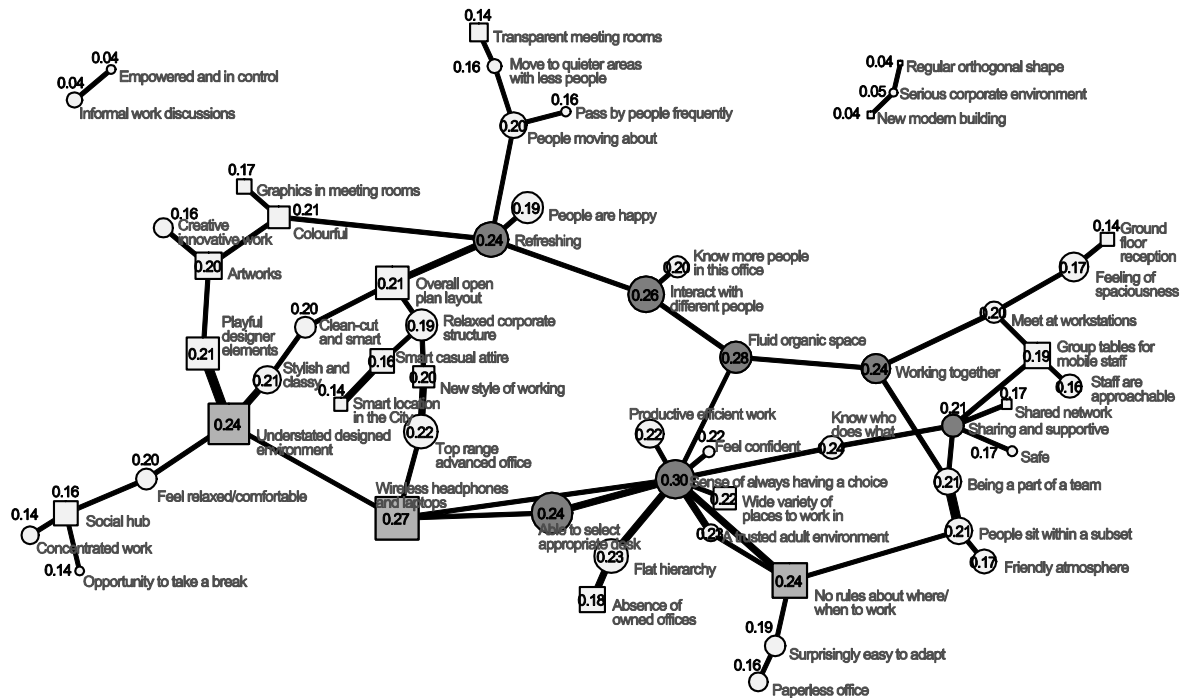 0.14
Transparent meeting rooms
0.16
Move to quieter areas
with less people
0.04
Empowered and in control
0.04
Informal work discussions
0.04
Regular orthogonal shape
0.05
Serious corporate environment
0.04
New modern building
0.16
Pass by people frequently
0.20
People moving about
0.17
Graphics in meeting rooms
0.16
Creative
innovative work
0.21
Colourful
0.19
People are happy
0.24
Refreshing
0.20
Artworks
0.14
Ground
floor
reception
0.17
Feeling of
spaciousness
0.20
Know more people
in this office
0.26
Interact with
different people
0.21
Overall open
plan layout
0.20
Clean-cut
and smart
0.19
Relaxed corporate
structure
0.20
Meet at workstations
Playful
designer
elements
0.21
0.16
Smart casual attire
0.28
Fluid organic space
0.24
Working together
0.19
Group tables for
mobile staff
0.16
Staff are
approachable
0.21
Stylish and
classy
0.20
New style of working
0.14
Smart location
in the City
0.17
Shared network
0.21
Sharing and supportive
0.17
Safe
0.24
Understated designed
environment
0.22
Top range
advanced office
Productive efficient work
0.22
0.22
Feel confident
Know who
does what
0.24
0.20
Feel relaxed/comfortable
Wireless headphones
and laptops
0.27
0.30
Sense of always having a choice
0.21
Being a part of a team
0.16
Social hub
0.14
Concentrated work
0.14
Opportunity to take a break
0.24
Able to select
appropriate desk
0.22
Wide variety of
places to work in
0.23
A trusted adult environment
0.21
People sit within a subset
0.17
Friendly atmosphere
0.23
Flat hierarchy
0.18
Absence of
owned offices
0.24
No rules about where/
when to work
0.19
Surprisingly easy to adapt
0.16
Paperless office